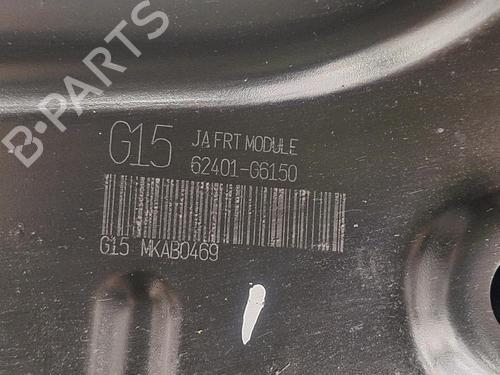 B-PARTS
G15 JA FRT MODULE
62401-G6150
G15 MKAB0469